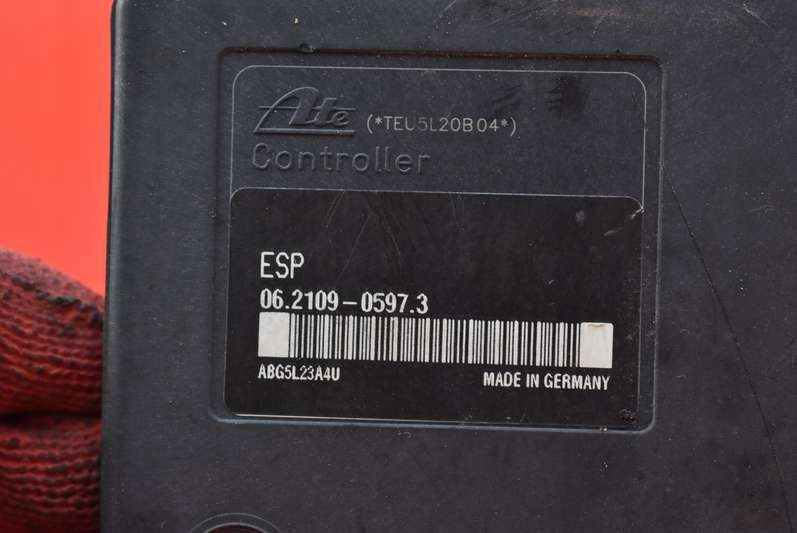 Ate (*TEU5L20B04*)
Controller
ESP
06.2109-0597.3
ABG5L23A4U MADE IN GERMANY